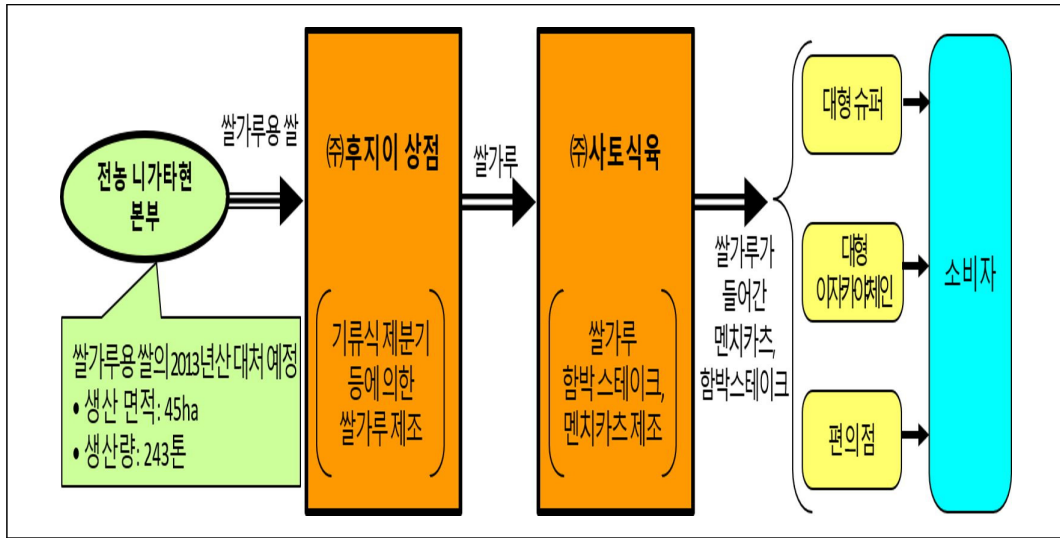 전농 니가타현
본부
쌀가루용 쌀
쌀가루용 쌀의 2013년산 대처 예정
• 생산 면적: 45ha
• 생산량: 243톤
㈜후지이 상점
기류식 제분기
등에 의한
쌀가루 제조
쌀가루
㈜사토식육
쌀가루
함박 스테이크,
멘치카츠 제조
쌀가루가
들어간
멘치카츠,
함박스테이크
대형 슈퍼
대형
이자카야체인
편의점
소비자